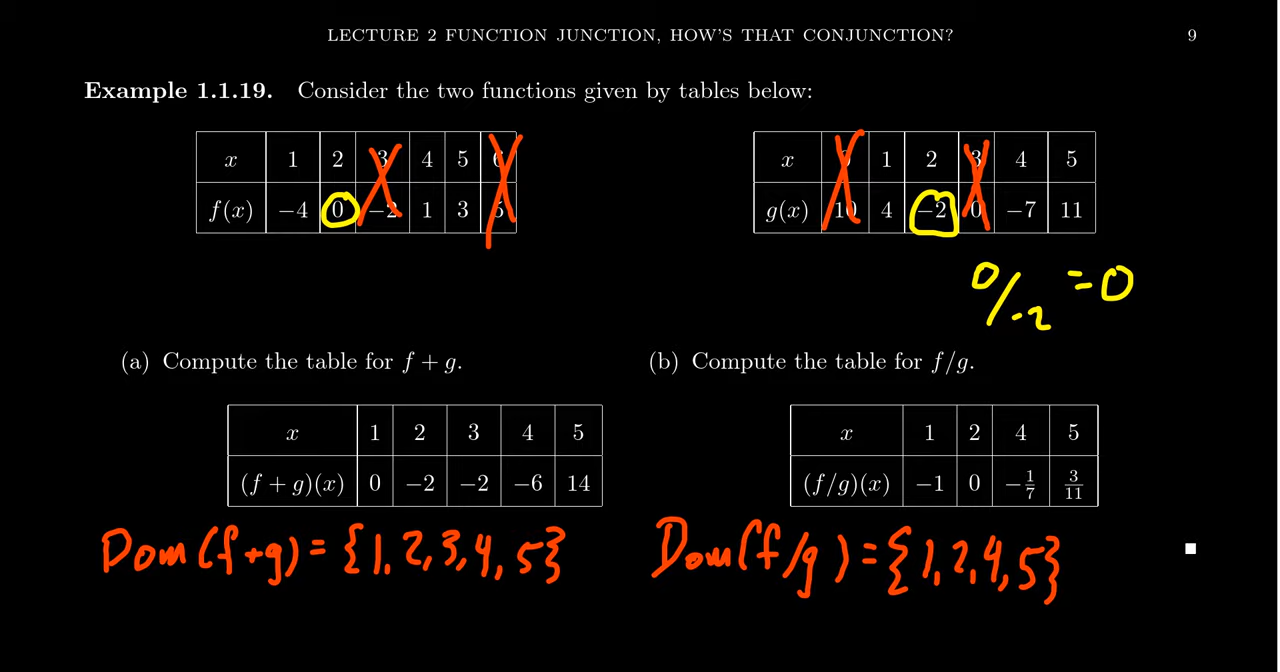 LECTURE 2 FUNCTION JUNCTION, HOW'S THAT CONJUNCTION? 9
Example 1.1.19. Consider the two functions given by tables below:
x 1 2 3 4 5 6
f(x) −4 0 −2 1 3 5
x 0 1 2 3 4 5
g(x) 10 4 −2 0 −7 11
0/-2 = 0
(a) Compute the table for f + g.
x 1 2 3 4 5
(f + g)(x) 0 −2 −2 −6 14
Dom(f+g) = {1, 2, 3, 4, 5}
(b) Compute the table for f/g.
x 1 2 4 5
(f/g)(x) −1 0 −1/7 3/11
Dom(f/g) = {1, 2, 4, 5}